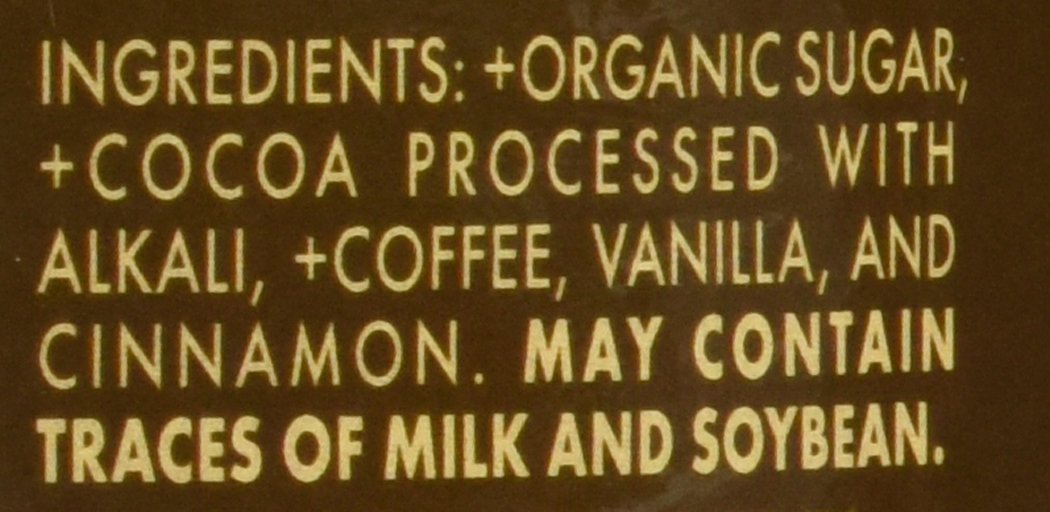 INGREDIENTS: +ORGANIC SUGAR,
+COCOA PROCESSED WITH
ALKALI, +COFFEE, VANILLA, AND
CINNAMON. MAY CONTAIN
TRACES OF MILK AND SOYBEAN.